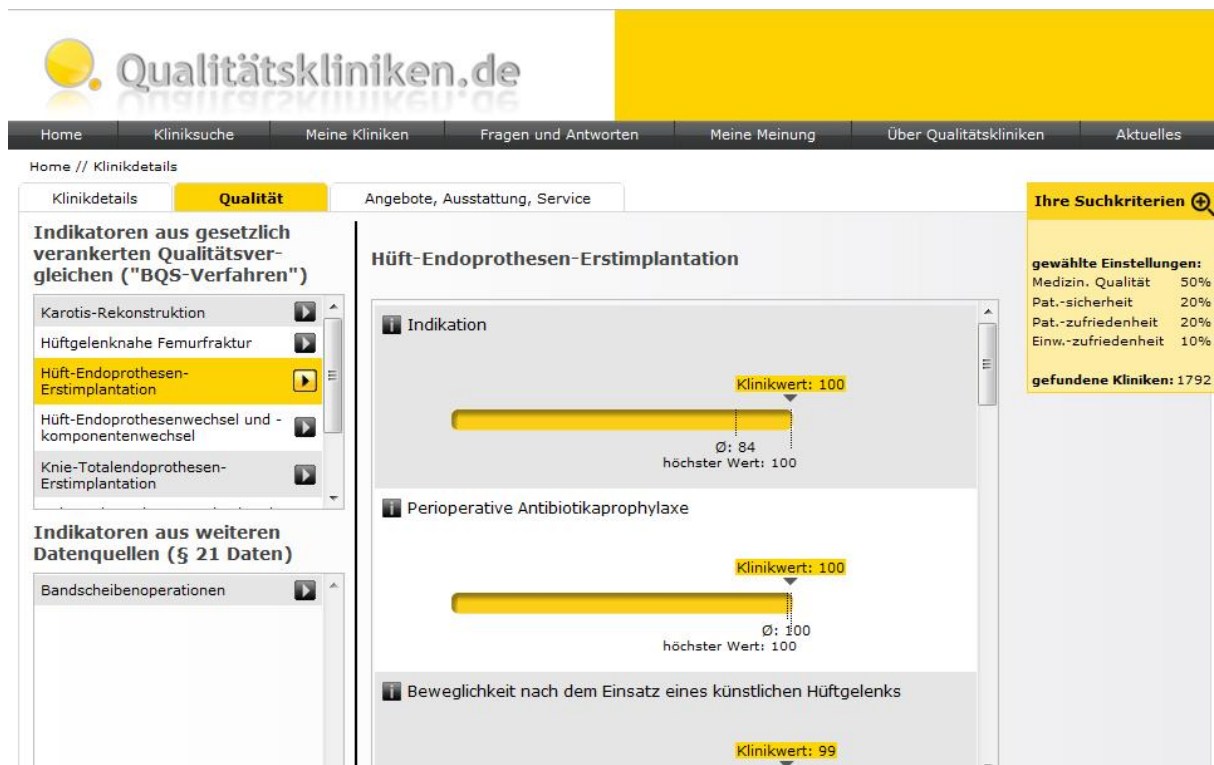 Qualitätskliniken.de
Home Kliniksuche Meine Kliniken Fragen und Antworten Meine Meinung Über Qualitätskliniken Aktuelles
Home // Klinikdetails
Klinikdetails Qualität Angebote, Ausstattung, Service
Indikatoren aus gesetzlich
verankerten Qualitätsver-
gleichen ("BQS-Verfahren")
Karotis-Rekonstruktion
Hüftgelenknahe Femurfraktur
Hüft-Endoprothesen-
Erstimplantation
Hüft-Endoprothesenwechsel und -
komponentenwechsel
Knie-Totalendoprothesen-
Erstimplantation
Indikatoren aus weiteren
Datenquellen (§ 21 Daten)
Bandscheibenoperationen
Hüft-Endoprothesen-Erstimplantation
Indikation
Klinikwert: 100
Ø: 84
höchster Wert: 100
Perioperative Antibiotikaprophylaxe
Klinikwert: 100
Ø: 100
höchster Wert: 100
Beweglichkeit nach dem Einsatz eines künstlichen Hüftgelenks
Klinikwert: 99
Ihre Suchkriterien
gewählte Einstellungen:
Medizin. Qualität 50%
Pat.-sicherheit 20%
Pat.-zufriedenheit 20%
Einw.-zufriedenheit 10%
gefundene Kliniken: 1792